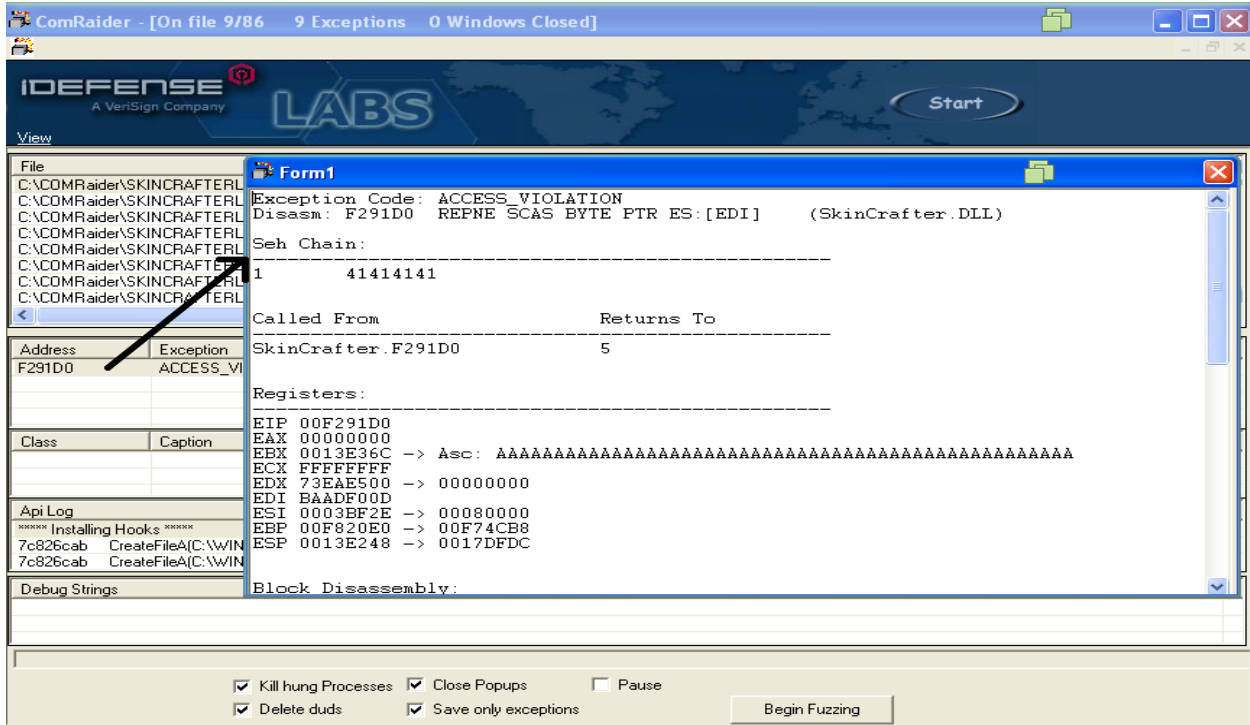 ComRaider - [On file 9/86 9 Exceptions 0 Windows Closed]
iDEFENSE
A VeriSign Company
LABS
Start
View
File
C:\COMRaider\SKINCRAFTERL
C:\COMRaider\SKINCRAFTERL
C:\COMRaider\SKINCRAFTERL
C:\COMRaider\SKINCRAFTERL
C:\COMRaider\SKINCRAFTERL
C:\COMRaider\SKINCRAFTERL
C:\COMRaider\SKINCRAFTERL
C:\COMRaider\SKINCRAFTERL
Address Exception
F291D0 ACCESS_VI
Class Caption
Api Log
***** Installing Hooks *****
7c826cab CreateFileA(C:\WIN
7c826cab CreateFileA(C:\WIN
Debug Strings
Form1
Exception Code: ACCESS_VIOLATION
Disasm: F291D0 REPNE SCAS BYTE PTR ES:[EDI] (SkinCrafter.DLL)
Seh Chain:
--------------------------------------------------
1 41414141
Called From Returns To
--------------------------------------------------
SkinCrafter.F291D0 5
Registers:
--------------------------------------------------
EIP 00F291D0
EAX 00000000
EBX 0013E36C -> Asc: AAAAAAAAAAAAAAAAAAAAAAAAAAAAAAAAAAAAAAAAAAAAAAAAAA
ECX FFFFFFFF
EDX 73EAE500 -> 00000000
EDI BAADF00D
ESI 0003BF2E -> 00080000
EBP 00F820E0 -> 00F74CB8
ESP 0013E248 -> 0017DFDC
Block Disassembly:
Kill hung Processes Close Popups Pause
Delete duds Save only exceptions Begin Fuzzing